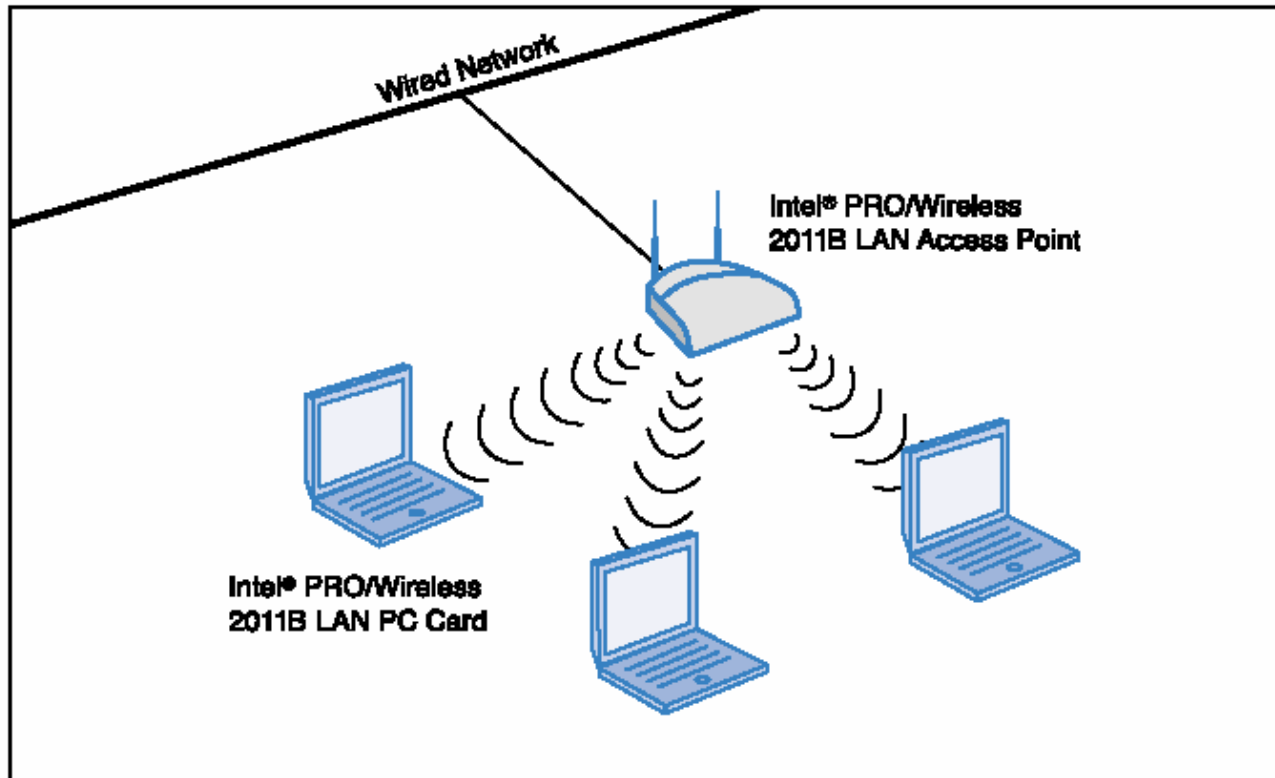 Wired Network
Intel® PRO/Wireless
2011B LAN Access Point
Intel® PRO/Wireless
2011B LAN PC Card